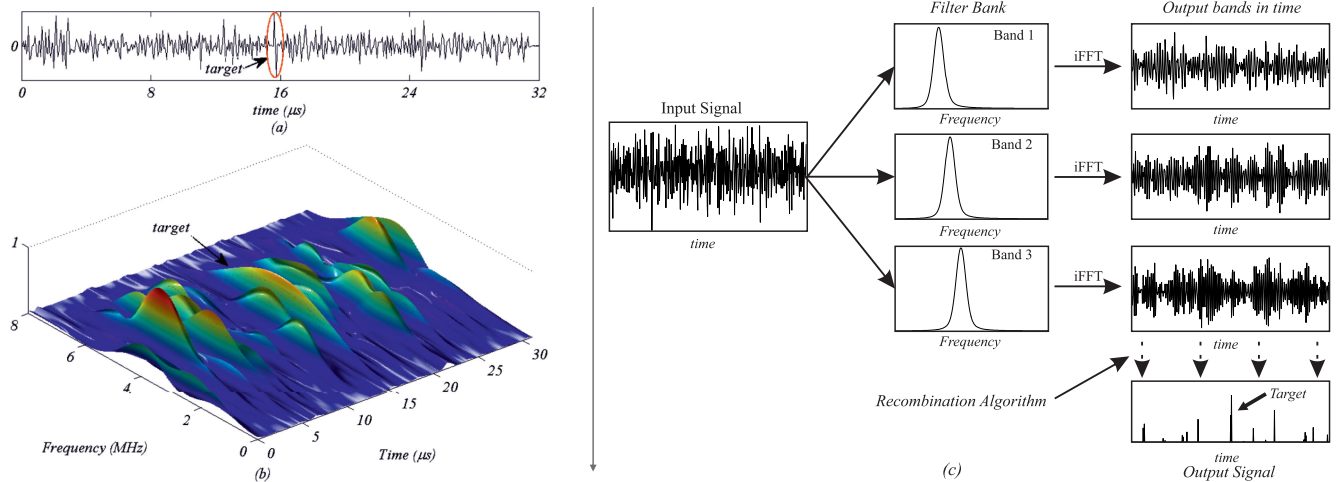 0
target
0 8 16 24 32
time (μs)
(a)
target
1
8
6
4
2
0
0
5
10
15
20
25
30
Frequency (MHz)
Time (μs)
(b)
Input Signal
time
Filter Bank
Band 1
Frequency
Band 2
Frequency
Band 3
Frequency
iFFT
iFFT
iFFT
Output bands in time
time
time
time
Recombination Algorithm
Target
time
Output Signal
(c)